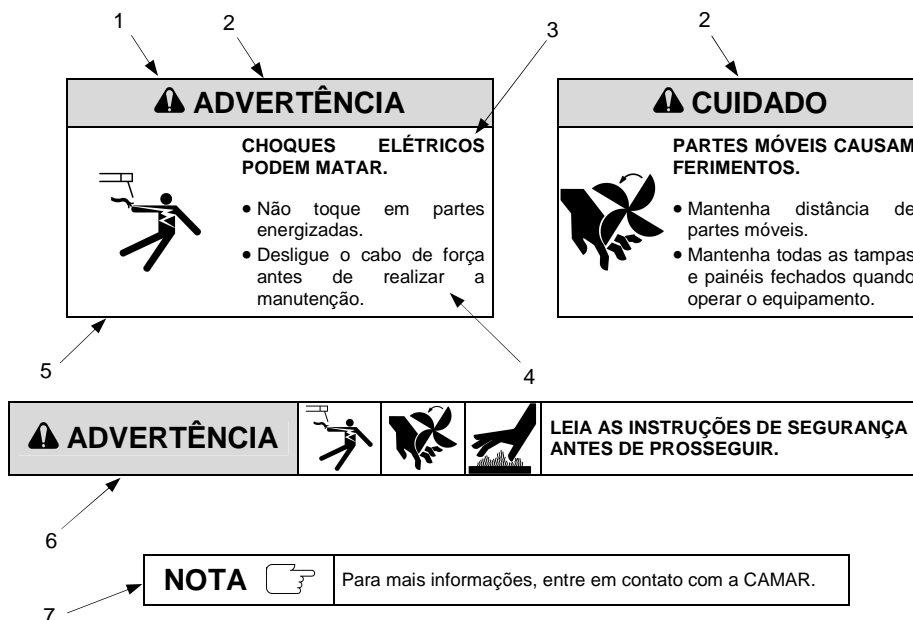 1
2
3
2
ADVERTÊNCIA
CHOQUES ELÉTRICOS
PODEM MATAR.
• Não toque em partes
energizadas.
• Desligue o cabo de força
antes de realizar a
manutenção.
CUIDADO
PARTES MÓVEIS CAUSAM
FERIMENTOS.
• Mantenha distância de
partes móveis.
• Mantenha todas as tampas
e painéis fechados quando
operar o equipamento.
5
4
ADVERTÊNCIA
LEIA AS INSTRUÇÕES DE SEGURANÇA
ANTES DE PROSSEGUIR.
6
NOTA
Para mais informações, entre em contato com a CAMAR.
7